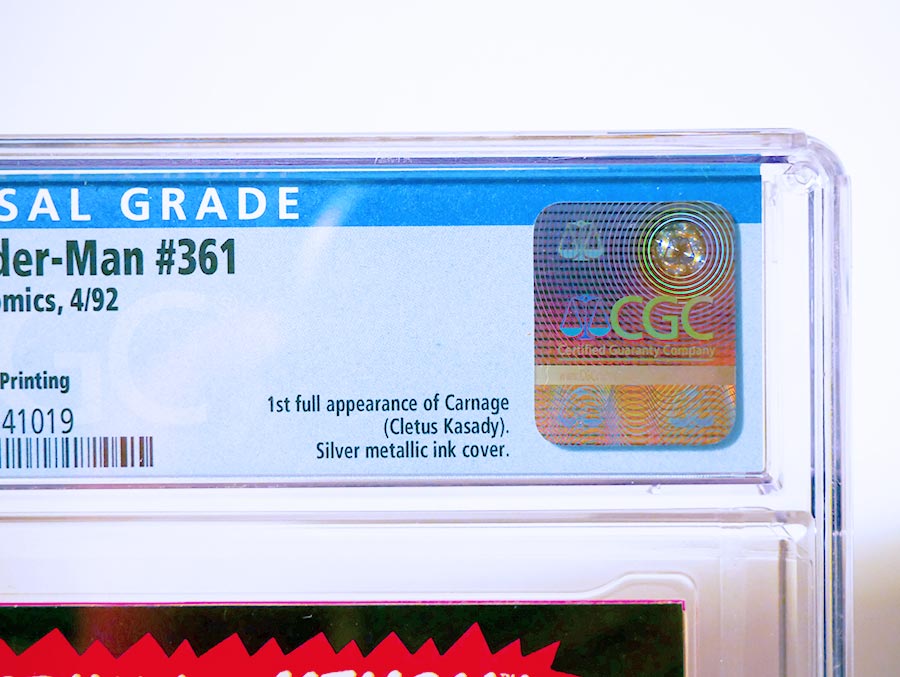 SAL GRADE
der-Man #361
omics, 4/92
Printing
41019
1st full appearance of Carnage
(Cletus Kasady).
Silver metallic ink cover.
CGC
Certified Guaranty Company